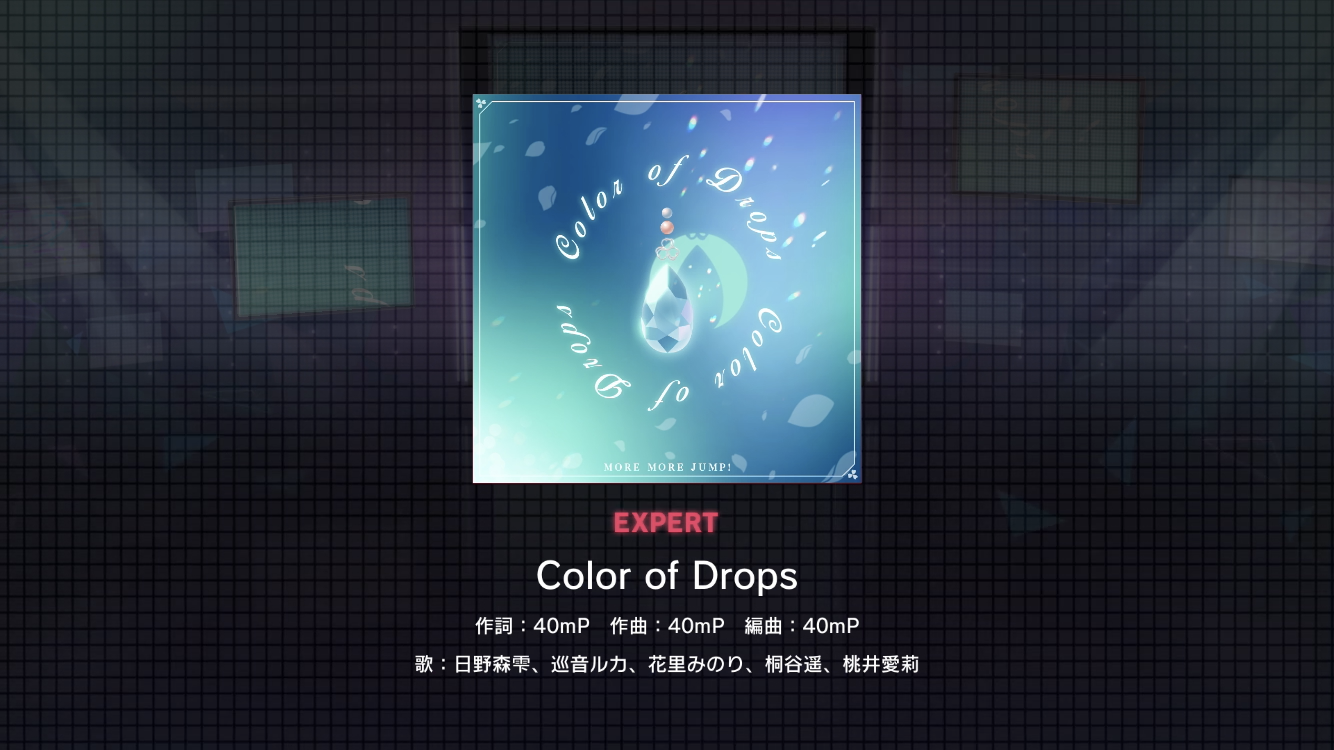 Color of Drops
Color of Drops
MORE MORE JUMP!
EXPERT
Color of Drops
作詞：40mP　作曲：40mP　編曲：40mP
歌：日野森雫、巡音ルカ、花里みのり、桐谷遥、桃井愛莉